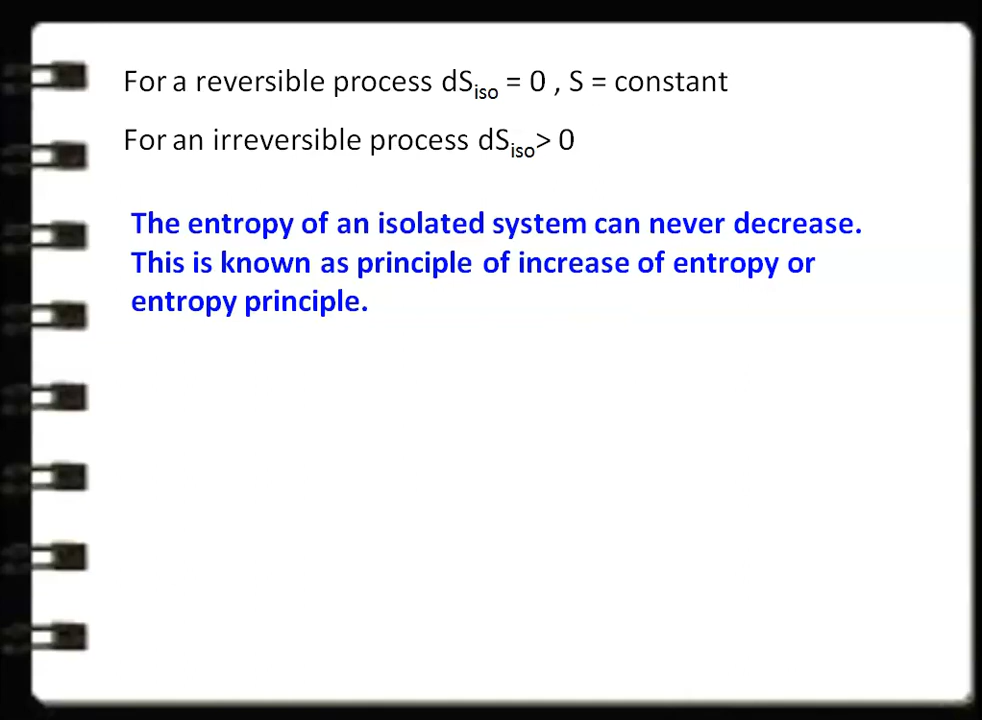 For a reversible process dSiso = 0 , S = constant
For an irreversible process dSiso> 0
The entropy of an isolated system can never decrease.
This is known as principle of increase of entropy or
entropy principle.